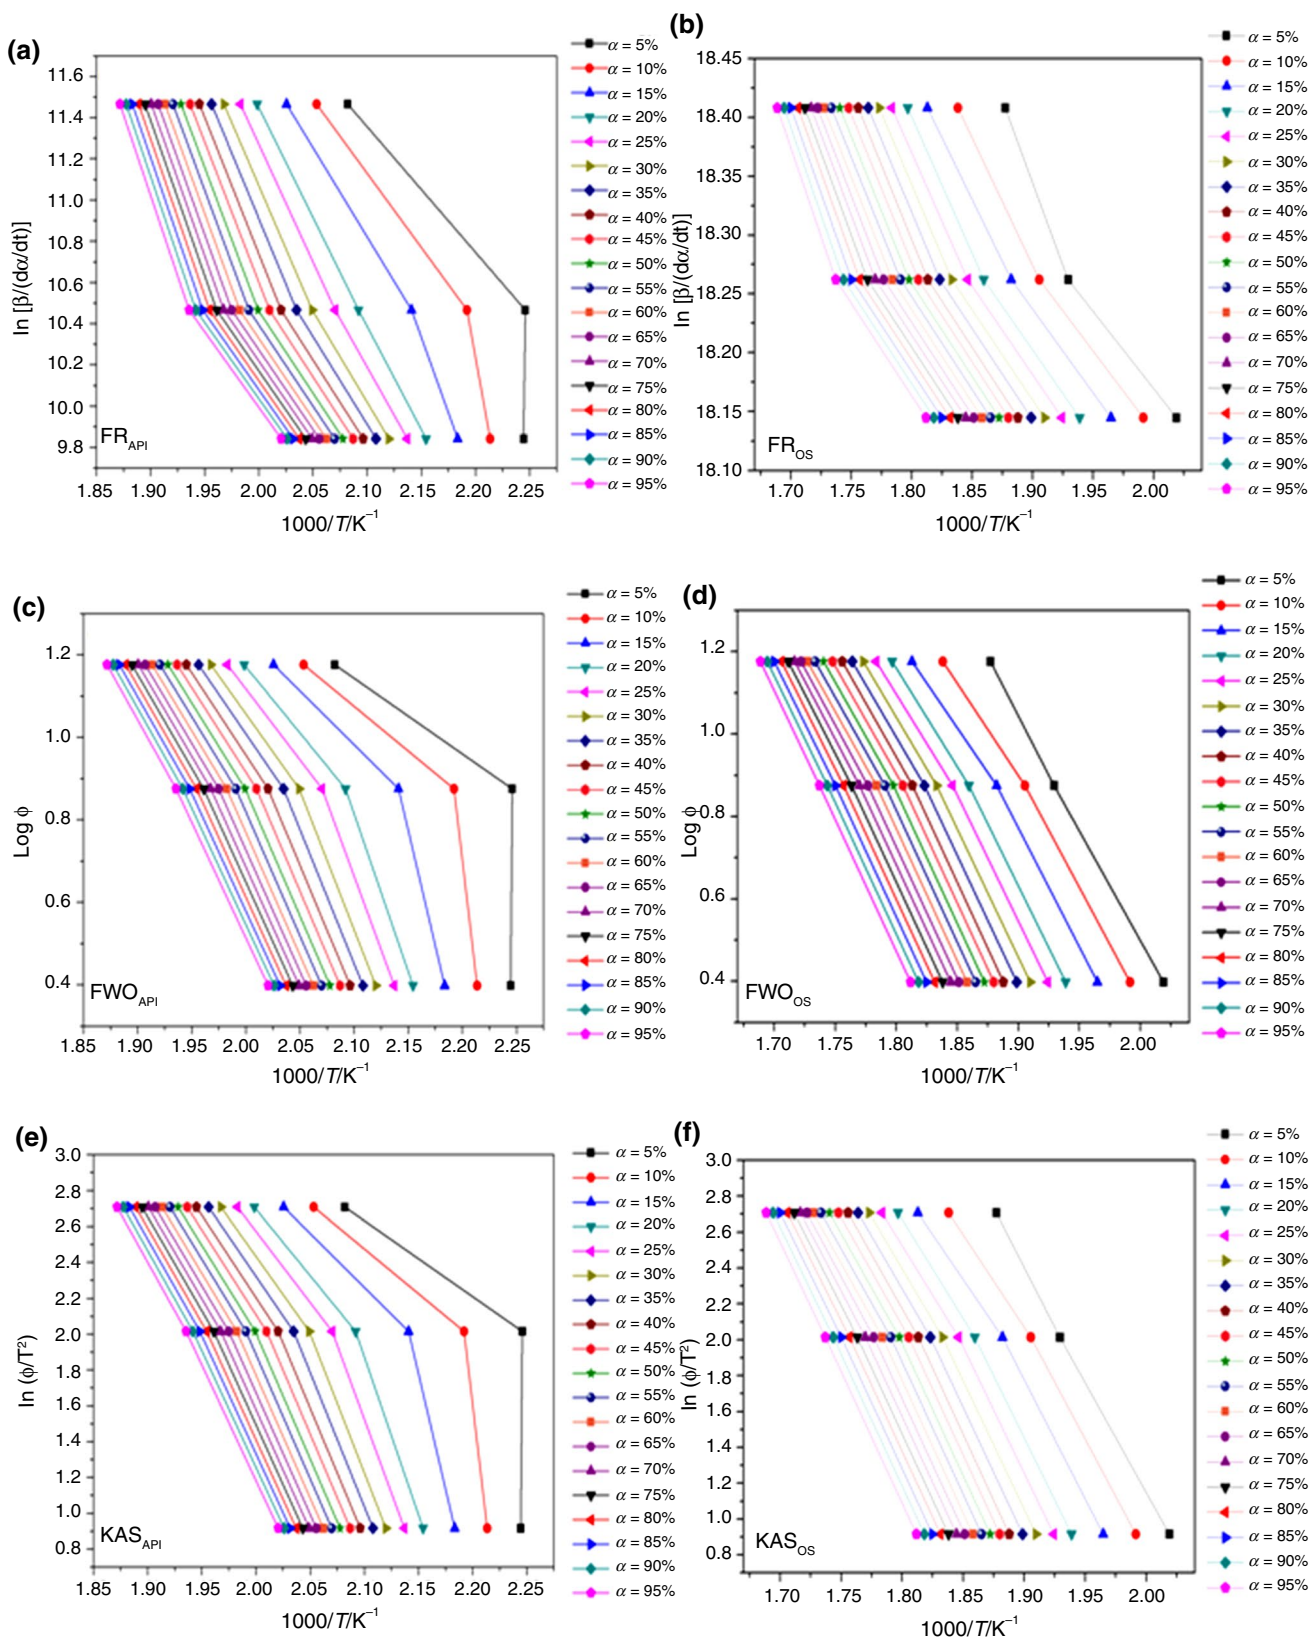 (a)
ln [β/(dα/dt)]
11.6
11.4
11.2
11.0
10.8
10.6
10.4
10.2
10.0
9.8
FR_API
1.85 1.90 1.95 2.00 2.05 2.10 2.15 2.20 2.25
1000/T/K⁻¹
α = 5%
α = 10%
α = 15%
α = 20%
α = 25%
α = 30%
α = 35%
α = 40%
α = 45%
α = 50%
α = 55%
α = 60%
α = 65%
α = 70%
α = 75%
α = 80%
α = 85%
α = 90%
α = 95%
(b)
ln [β/(dα/dt)]
18.45
18.40
18.35
18.30
18.25
18.20
18.15
18.10
FR_OS
1.70 1.75 1.80 1.85 1.90 1.95 2.00
1000/T/K⁻¹
α = 5%
α = 10%
α = 15%
α = 20%
α = 25%
α = 30%
α = 35%
α = 40%
α = 45%
α = 50%
α = 55%
α = 60%
α = 65%
α = 70%
α = 75%
α = 80%
α = 85%
α = 90%
α = 95%
(c)
Log ϕ
1.2
1.0
0.8
0.6
0.4
FWO_API
1.85 1.90 1.95 2.00 2.05 2.10 2.15 2.20 2.25
1000/T/K⁻¹
α = 5%
α = 10%
α = 15%
α = 20%
α = 25%
α = 30%
α = 35%
α = 40%
α = 45%
α = 50%
α = 55%
α = 60%
α = 65%
α = 70%
α = 75%
α = 80%
α = 85%
α = 90%
α = 95%
(d)
Log ϕ
1.2
1.0
0.8
0.6
0.4
FWO_OS
1.70 1.75 1.80 1.85 1.90 1.95 2.00
1000/T/K⁻¹
α = 5%
α = 10%
α = 15%
α = 20%
α = 25%
α = 30%
α = 35%
α = 40%
α = 45%
α = 50%
α = 55%
α = 60%
α = 65%
α = 70%
α = 75%
α = 80%
α = 85%
α = 90%
α = 95%
(e)
ln (ϕ/T²)
3.0
2.8
2.6
2.4
2.2
2.0
1.8
1.6
1.4
1.2
1.0
0.8
KAS_API
1.85 1.90 1.95 2.00 2.05 2.10 2.15 2.20 2.25
1000/T/K⁻¹
α = 5%
α = 10%
α = 15%
α = 20%
α = 25%
α = 30%
α = 35%
α = 40%
α = 45%
α = 50%
α = 55%
α = 60%
α = 65%
α = 70%
α = 75%
α = 80%
α = 85%
α = 90%
α = 95%
(f)
ln (ϕ/T²)
3.0
2.8
2.6
2.4
2.2
2.0
1.8
1.6
1.4
1.2
1.0
0.8
KAS_OS
1.70 1.75 1.80 1.85 1.90 1.95 2.00
1000/T/K⁻¹
α = 5%
α = 10%
α = 15%
α = 20%
α = 25%
α = 30%
α = 35%
α = 40%
α = 45%
α = 50%
α = 55%
α = 60%
α = 65%
α = 70%
α = 75%
α = 80%
α = 85%
α = 90%
α = 95%